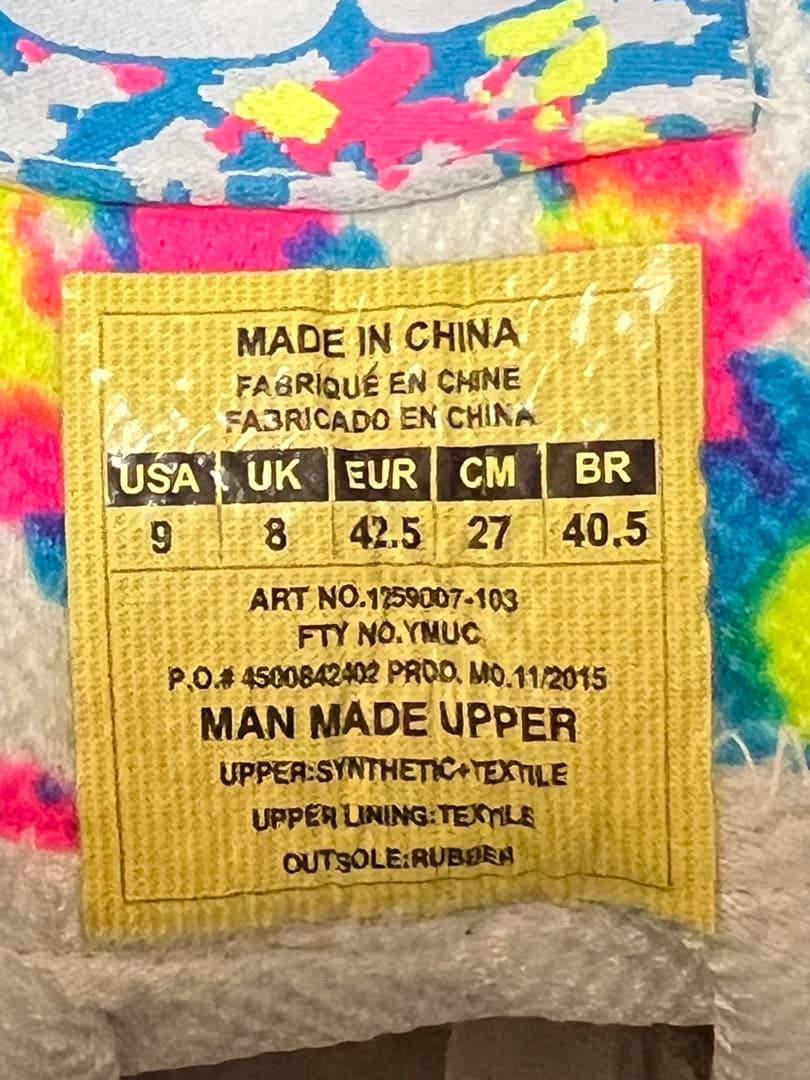 MADE IN CHINA
FABRIQUÉ EN CHINE
FABRICADO EN CHINA
USA UK EUR CM BR
9 8 42.5 27 40.5
ART NO.1259007-103
FTY NO.YMUC
P.O.# 4500842402 PROD. MO.11/2015
MAN MADE UPPER
UPPER:SYNTHETIC+TEXTILE
UPPER LINING:TEXTILE
OUTSOLE:RUBBER